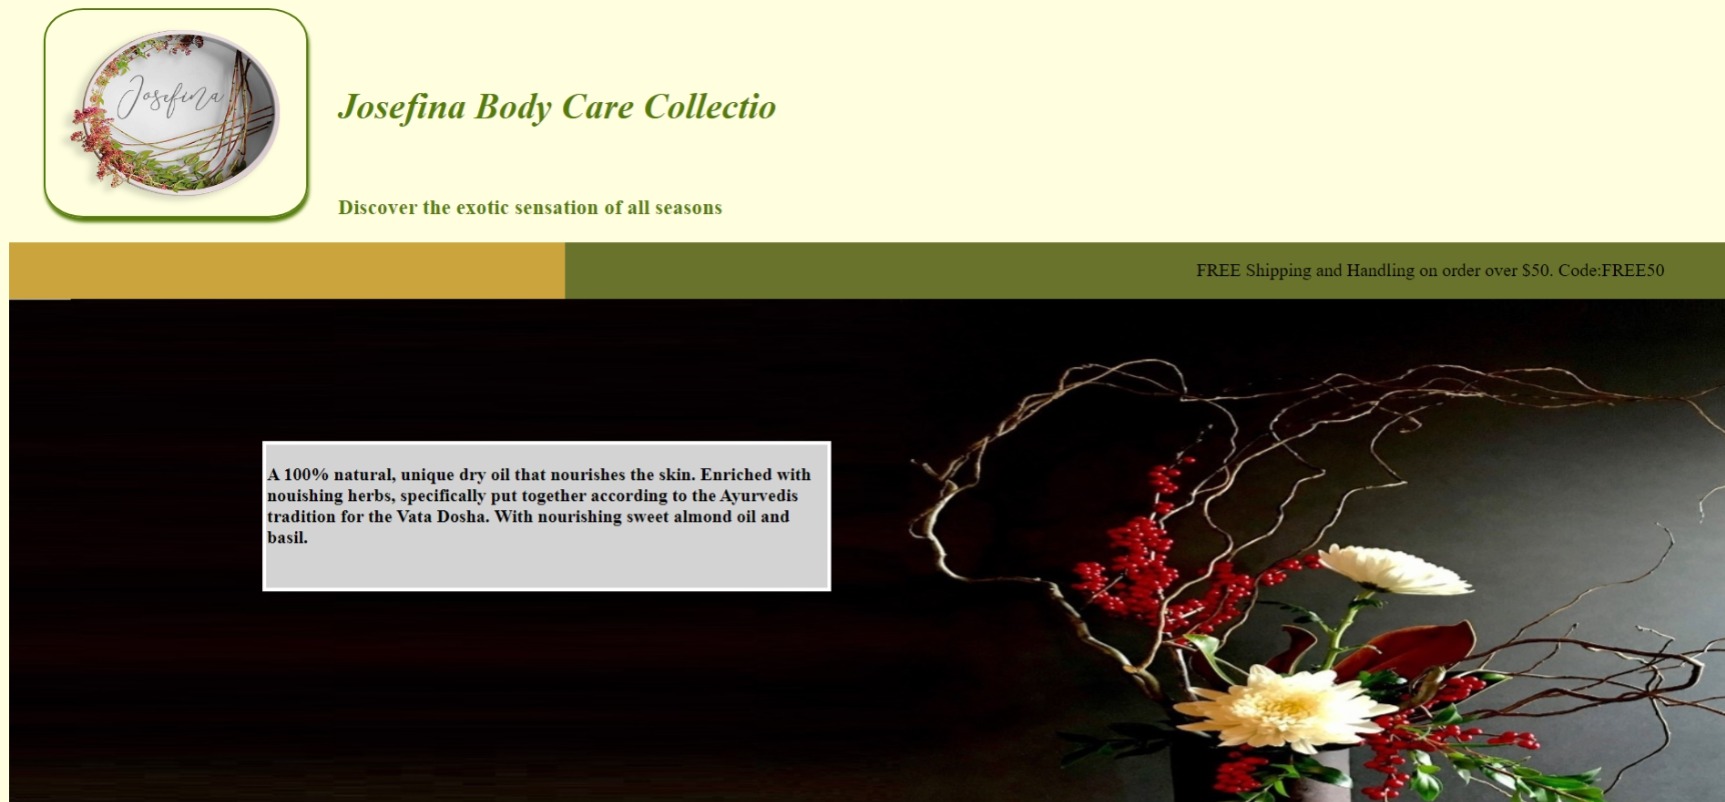 Josefina
Josefina Body Care Collectio
Discover the exotic sensation of all seasons
FREE Shipping and Handling on order over $50. Code:FREE50
A 100% natural, unique dry oil that nourishes the skin. Enriched with
nouishing herbs, specifically put together according to the Ayurvedis
tradition for the Vata Dosha. With nourishing sweet almond oil and
basil.